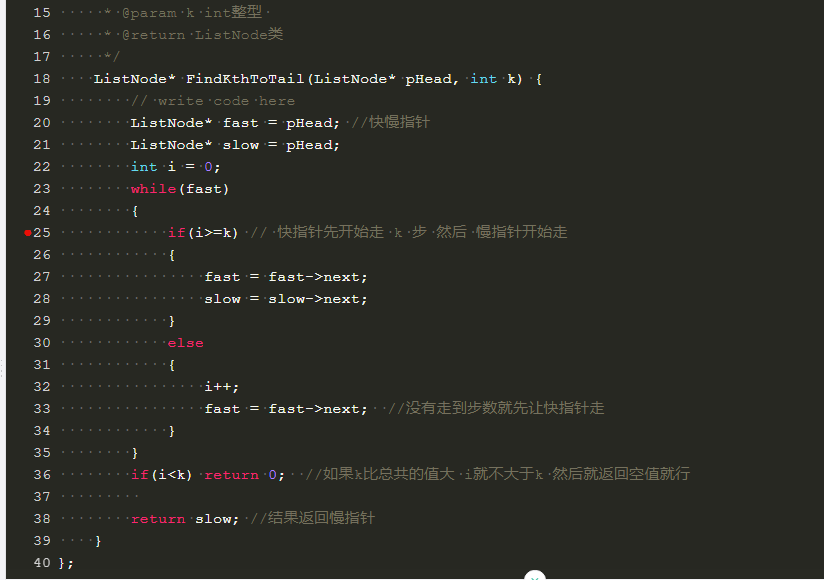 15 * @param k int整型
16 * @return ListNode类
17 */
18 ListNode* FindKthToTail(ListNode* pHead, int k) {
19 // write code here
20 ListNode* fast = pHead; //快慢指针
21 ListNode* slow = pHead;
22 int i = 0;
23 while(fast)
24 {
25 if(i>=k) // 快指针先开始走 k 步 然后 慢指针开始走
26 {
27 fast = fast->next;
28 slow = slow->next;
29 }
30 else
31 {
32 i++;
33 fast = fast->next; //没有走到步数就先让快指针走
34 }
35 }
36 if(i<k) return 0; //如果k比总共的值大 i就不大于k 然后就返回空值就行
37
38 return slow; //结果返回慢指针
39 }
40 };